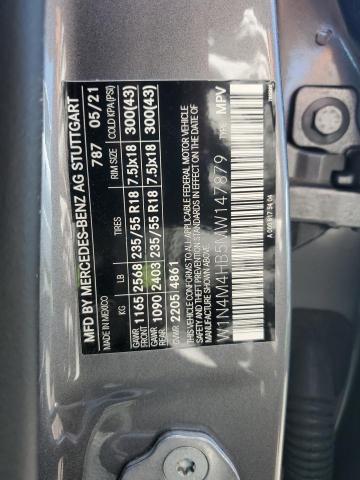 MFD BY MERCEDES-BENZ AG STUTTGART
MADE IN MEXICO 787 05/21
KG LB RIM SIZE COLD KPA(PSI)
GAWR FRONT 1165 2568 235/55 R18 7.5Jx18 300(43)
GAWR REAR 1090 2403 235/55 R18 7.5Jx18 300(43)
GVWR 2205 4861
THIS VEHICLE CONFORMS TO ALL APPLICABLE FEDERAL MOTOR VEHICLE
SAFETY, BUMPER, AND THEFT PREVENTION STANDARDS IN EFFECT ON THE DATE OF
MANUFACTURE SHOWN ABOVE.
W1N4M4HB5MW147879 TYPE: MPV